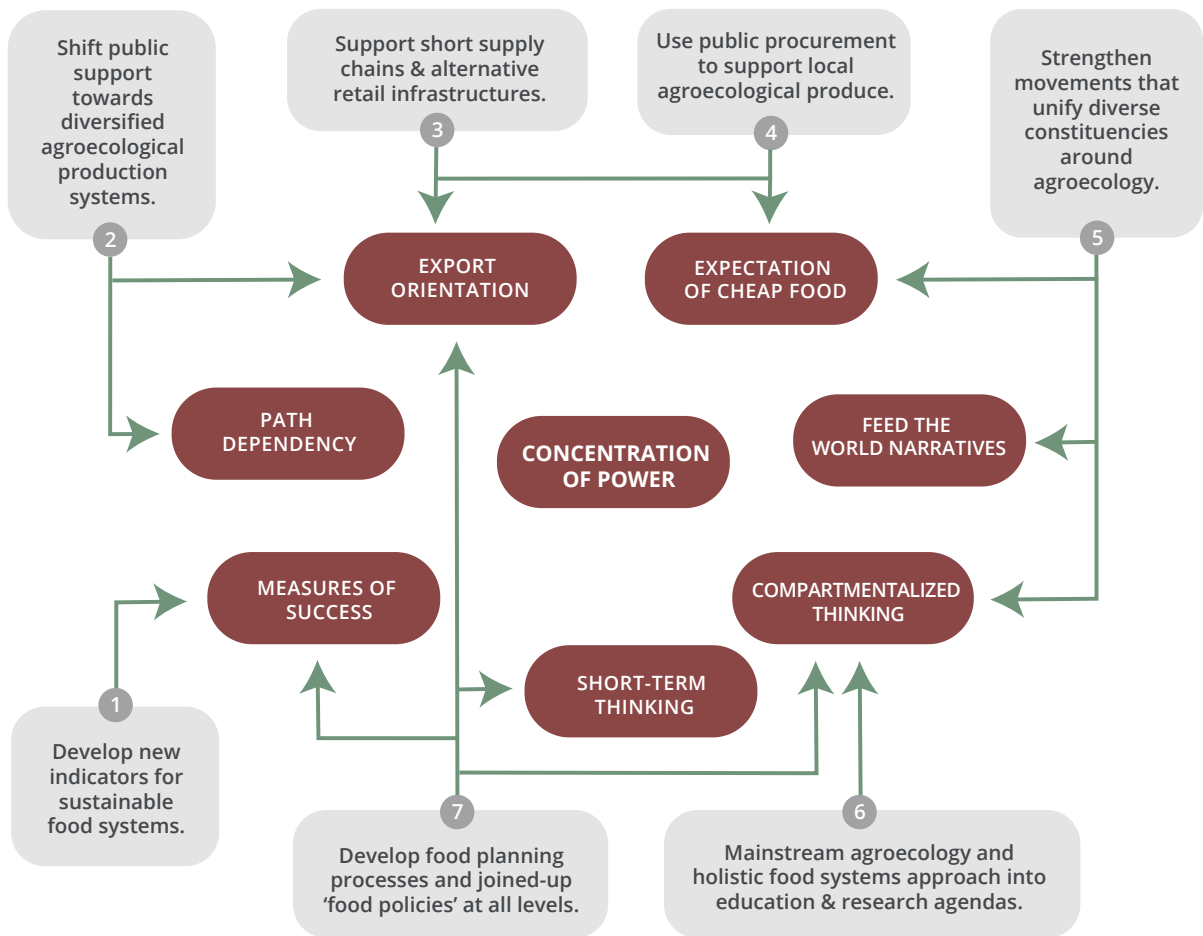 Shift public
support
towards
diversified
agroecological
production
systems.
2
Support short supply
chains & alternative
retail infrastructures.
3
Use public procurement
to support local
agroecological produce.
4
Strengthen
movements that
unify diverse
constituencies
around
agroecology.
5
EXPORT
ORIENTATION
EXPECTATION
OF CHEAP FOOD
PATH
DEPENDENCY
CONCENTRATION
OF POWER
FEED THE
WORLD NARRATIVES
MEASURES OF
SUCCESS
COMPARTMENTALIZED
THINKING
SHORT-TERM
THINKING
1
Develop new
indicators for
sustainable
food systems.
7
Develop food planning
processes and joined-up
‘food policies’ at all levels.
6
Mainstream agroecology and
holistic food systems approach into
education & research agendas.